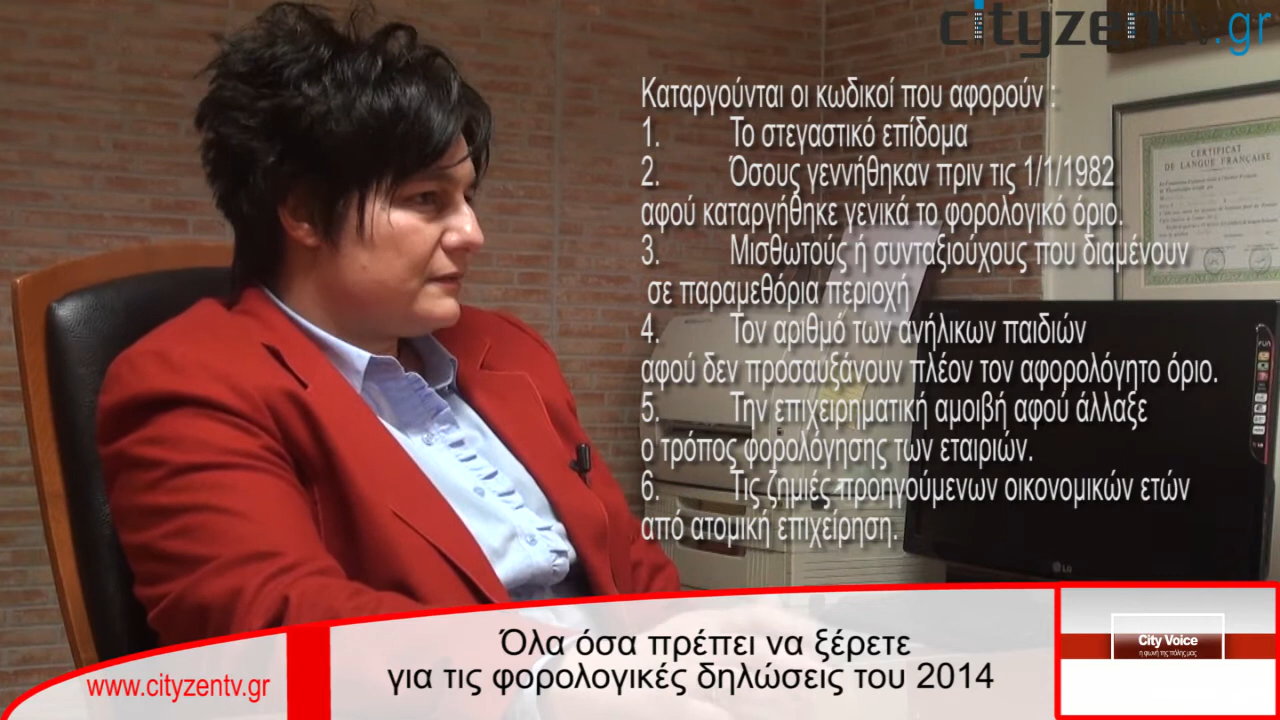 cityzentv.gr
Καταργούνται οι κωδικοί που αφορούν :
1. Το στεγαστικό επίδομα
2. Όσους γεννήθηκαν πριν τις 1/1/1982
αφού καταργήθηκε γενικά το φορολογικό όριο.
3. Μισθωτούς ή συνταξιούχους που διαμένουν
σε παραμεθόρια περιοχή
4. Τον αριθμό των ανήλικων παιδιών
αφού δεν προσαυξάνουν πλέον τον αφορολόγητο όριο.
5. Την επιχειρηματική αμοιβή αφού άλλαξε
ο τρόπος φορολόγησης των εταιριών.
6. Τις ζημιές προηγούμενων οικονομικών ετών
από ατομική επιχείρηση.
CERTIFICAT
DE LANGUE FRANÇAISE
LG
Όλα όσα πρέπει να ξέρετε
για τις φορολογικές δηλώσεις του 2014
www.cityzentv.gr
City Voice
η φωνή της πόλης μας